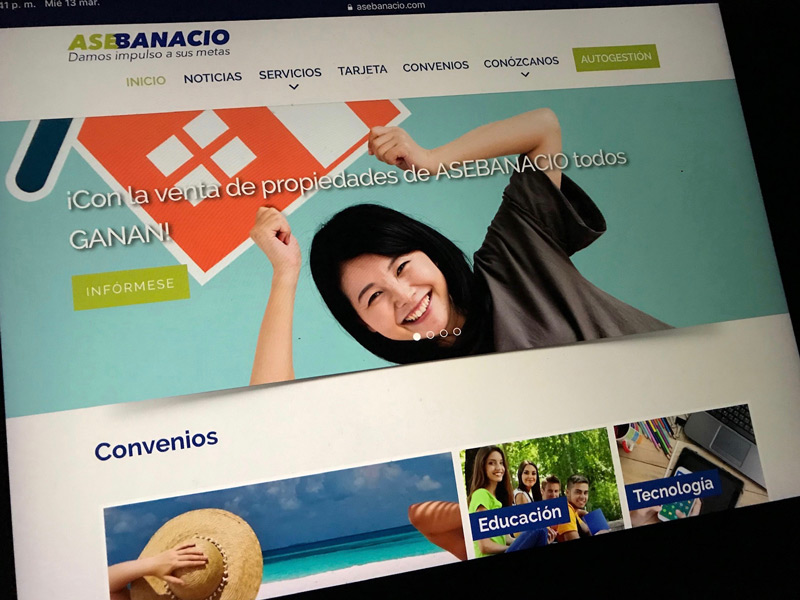 41 p. m. Mié 13 mar.
asebanacio.com
ASEBANACIO
Damos impulso a sus metas
INICIO NOTICIAS SERVICIOS TARJETA CONVENIOS CONÓZCANOS AUTOGESTIÓN
¡Con la venta de propiedades de ASEBANACIO todos
GANAN!
INFÓRMESE
Convenios
Educación
Tecnología